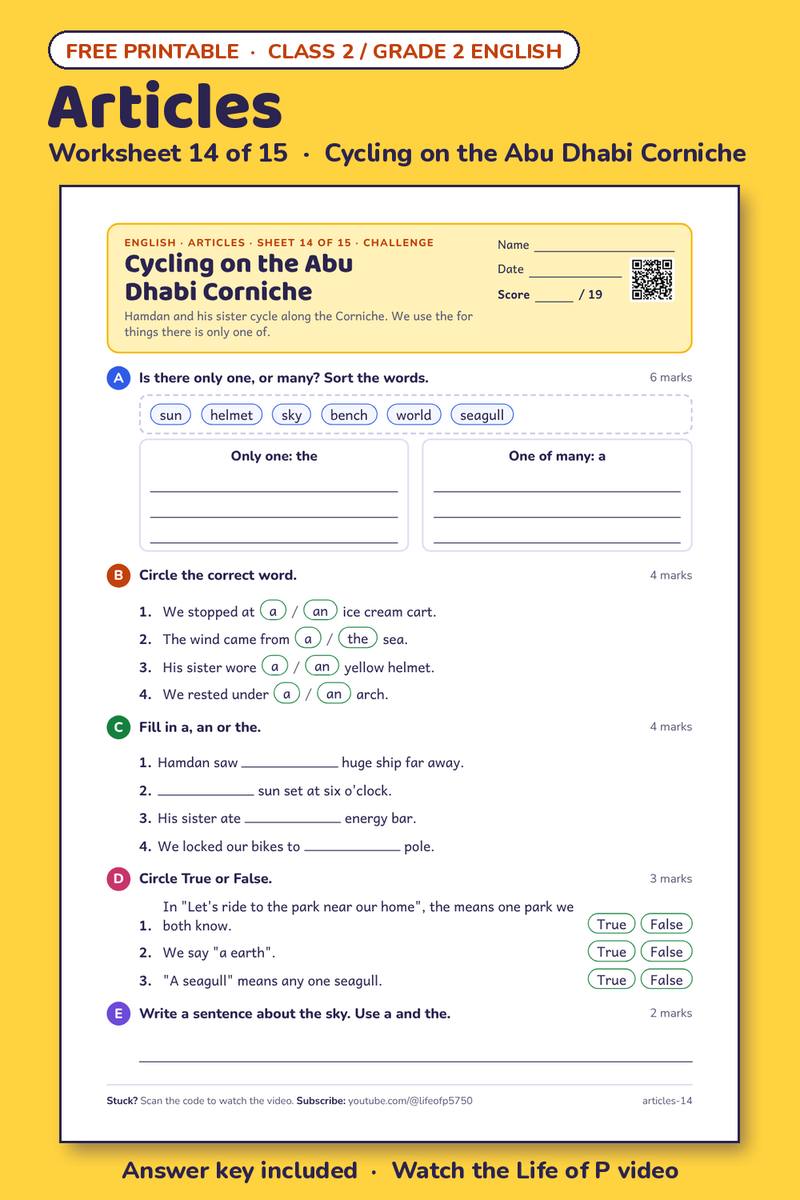 FREE PRINTABLE · CLASS 2 / GRADE 2 ENGLISH
Articles
Worksheet 14 of 15 · Cycling on the Abu Dhabi Corniche
ENGLISH · ARTICLES · SHEET 14 OF 15 · CHALLENGE
Cycling on the Abu
Dhabi Corniche
Hamdan and his sister cycle along the Corniche. We use the for
things there is only one of.
Name
Date
Score / 19
A Is there only one, or many? Sort the words. 6 marks
sun helmet sky bench world seagull
Only one: the
One of many: a
B Circle the correct word. 4 marks
1. We stopped at a / an ice cream cart.
2. The wind came from a / the sea.
3. His sister wore a / an yellow helmet.
4. We rested under a / an arch.
C Fill in a, an or the. 4 marks
1. Hamdan saw ____ huge ship far away.
2. ____ sun set at six o'clock.
3. His sister ate ____ energy bar.
4. We locked our bikes to ____ pole.
D Circle True or False. 3 marks
In "Let's ride to the park near our home", the means one park we
1. both know. True False
2. We say "a earth". True False
3. "A seagull" means any one seagull. True False
E Write a sentence about the sky. Use a and the. 2 marks
Stuck? Scan the code to watch the video. Subscribe: youtube.com/@lifeofp5750 articles-14
Answer key included · Watch the Life of P video